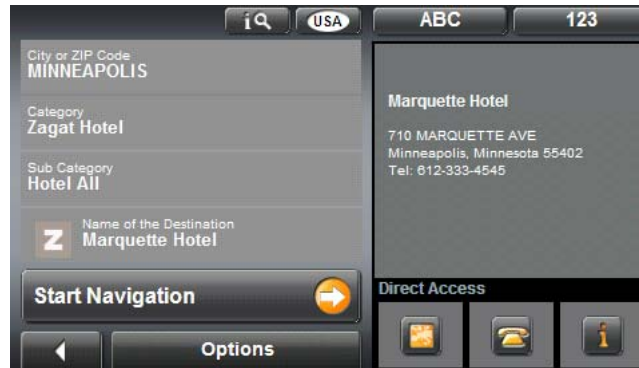 i
USA
ABC
123
City or ZIP Code
MINNEAPOLIS
Category
Zagat Hotel
Sub Category
Hotel All
Z
Name of the Destination
Marquette Hotel
Start Navigation
Options
Marquette Hotel
710 MARQUETTE AVE
Minneapolis, Minnesota 55402
Tel: 612-333-4545
Direct Access
i